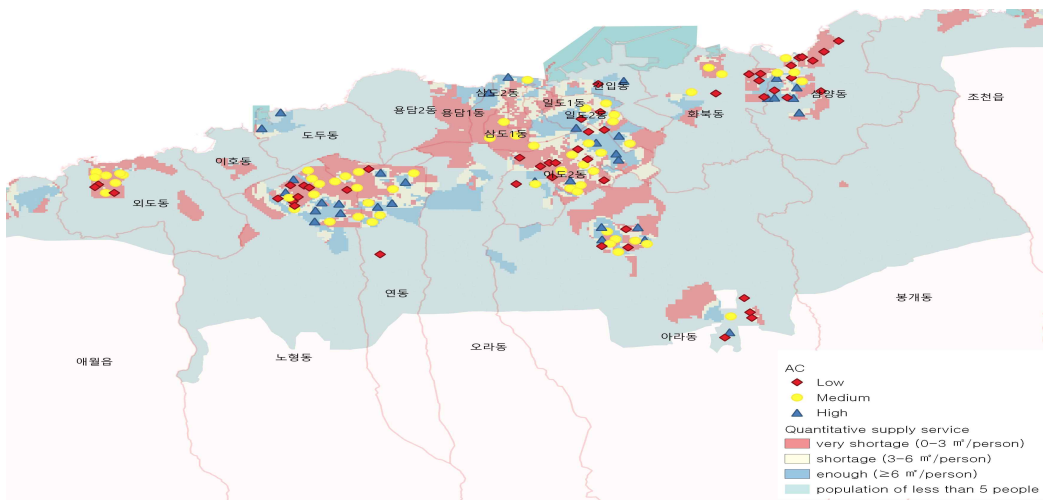 조천읍
삼양동
화북동
건입동
일도1동
일도2동
삼도2동
용담2동
용담1동
삼도1동
도두동
이호동
이도2동
외도동
연동
봉개동
아라동
오라동
노형동
애월읍
AC
Low
Medium
High
Quantitative supply service
very shortage (0-3 ㎡/person)
shortage (3-6 ㎡/person)
enough (≥6 ㎡/person)
population of less than 5 people